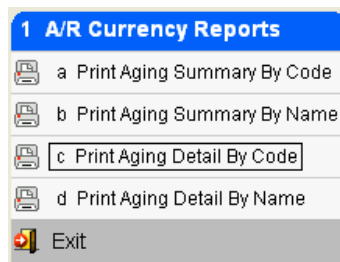 1 A/R Currency Reports
a Print Aging Summary By Code
b Print Aging Summary By Name
c Print Aging Detail By Code
d Print Aging Detail By Name
Exit